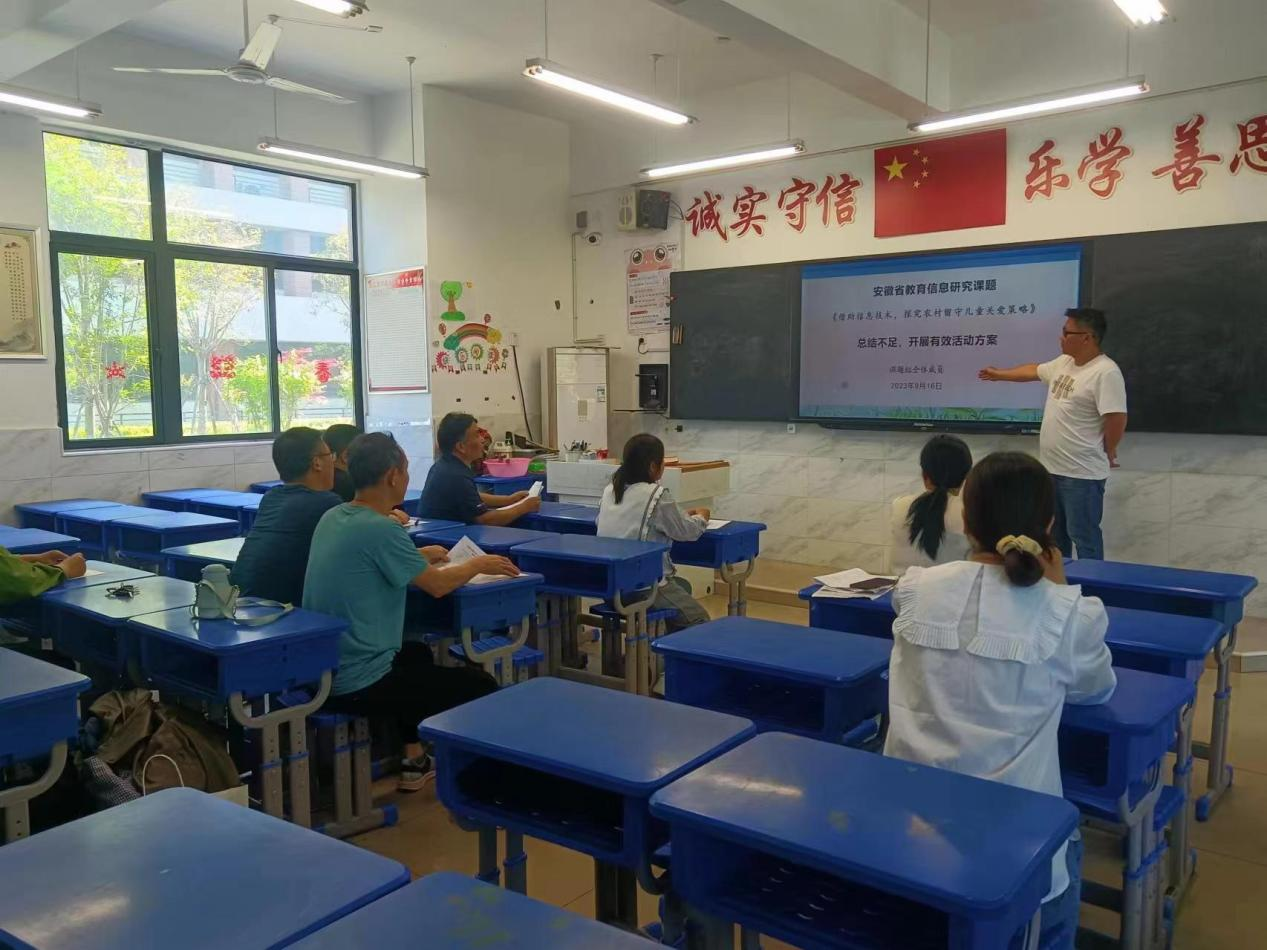 诚实守信
乐学善思
安徽省教育信息研究课题
《借助信息技术，探究农村留守儿童关爱策略》
总结不足、开展有效活动方案
课题组全体成员
2022年9月16日